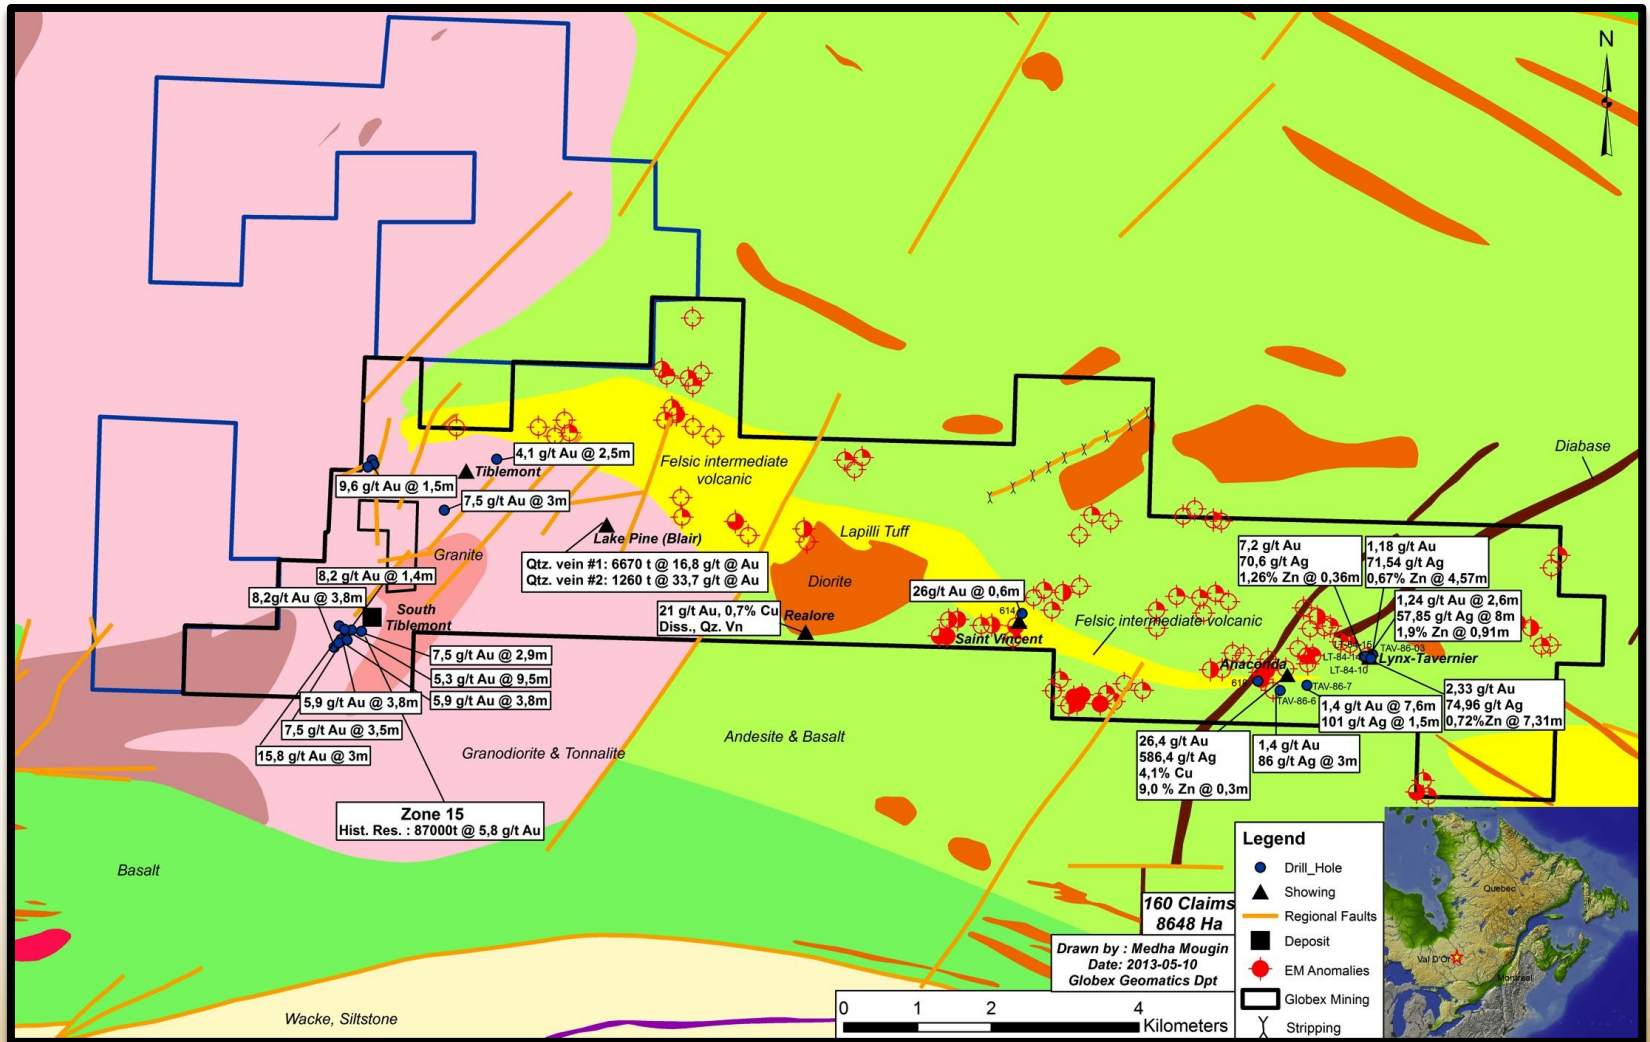 N
Diabase
4,1 g/t Au @ 2,5m
Tiblemont
9,6 g/t Au @ 1,5m
7,5 g/t Au @ 3m
Felsic intermediate
volcanic
Lake Pine (Blair)
Lapilli Tuff
Granite
Qtz. vein #1: 6670 t @ 16,8 g/t @ Au
Qtz. vein #2: 1260 t @ 33,7 g/t @ Au
Diorite
8,2 g/t Au @ 1,4m
8,2g/t Au @ 3,8m
South
Tiblemont
21 g/t Au, 0,7% Cu
Diss., Qz. Vn
Realore
26g/t Au @ 0,6m
614
Saint Vincent
Felsic intermediate volcanic
7,2 g/t Au
70,6 g/t Ag
1,26% Zn @ 0,36m
1,18 g/t Au
71,54 g/t Ag
0,67% Zn @ 4,57m
1,24 g/t Au @ 2,6m
57,85 g/t Ag @ 8m
1,9% Zn @ 0,91m
TAV-86-03
LT-84-10
Lynx-Tavernier
Anaconda
TAV-86-7
TAV-86-6
7,5 g/t Au @ 2,9m
5,3 g/t Au @ 9,5m
5,9 g/t Au @ 3,8m
5,9 g/t Au @ 3,8m
7,5 g/t Au @ 3,5m
15,8 g/t Au @ 3m
1,4 g/t Au @ 7,6m
101 g/t Ag @ 1,5m
2,33 g/t Au
74,96 g/t Ag
0,72%Zn @ 7,31m
Granodiorite & Tonnalite
Andesite & Basalt
26,4 g/t Au
586,4 g/t Ag
4,1% Cu
9,0 % Zn @ 0,3m
1,4 g/t Au
86 g/t Ag @ 3m
Zone 15
Hist. Res. : 87000t @ 5,8 g/t Au
Basalt
Wacke, Siltstone
160 Claims
8648 Ha
Drawn by : Medha Mougin
Date: 2013-05-10
Globex Geomatics Dpt
0 1 2 4
Kilometers
Legend
Drill_Hole
Showing
Regional Faults
Deposit
EM Anomalies
Globex Mining
Stripping
Quebec
Val D'Or
Montreal